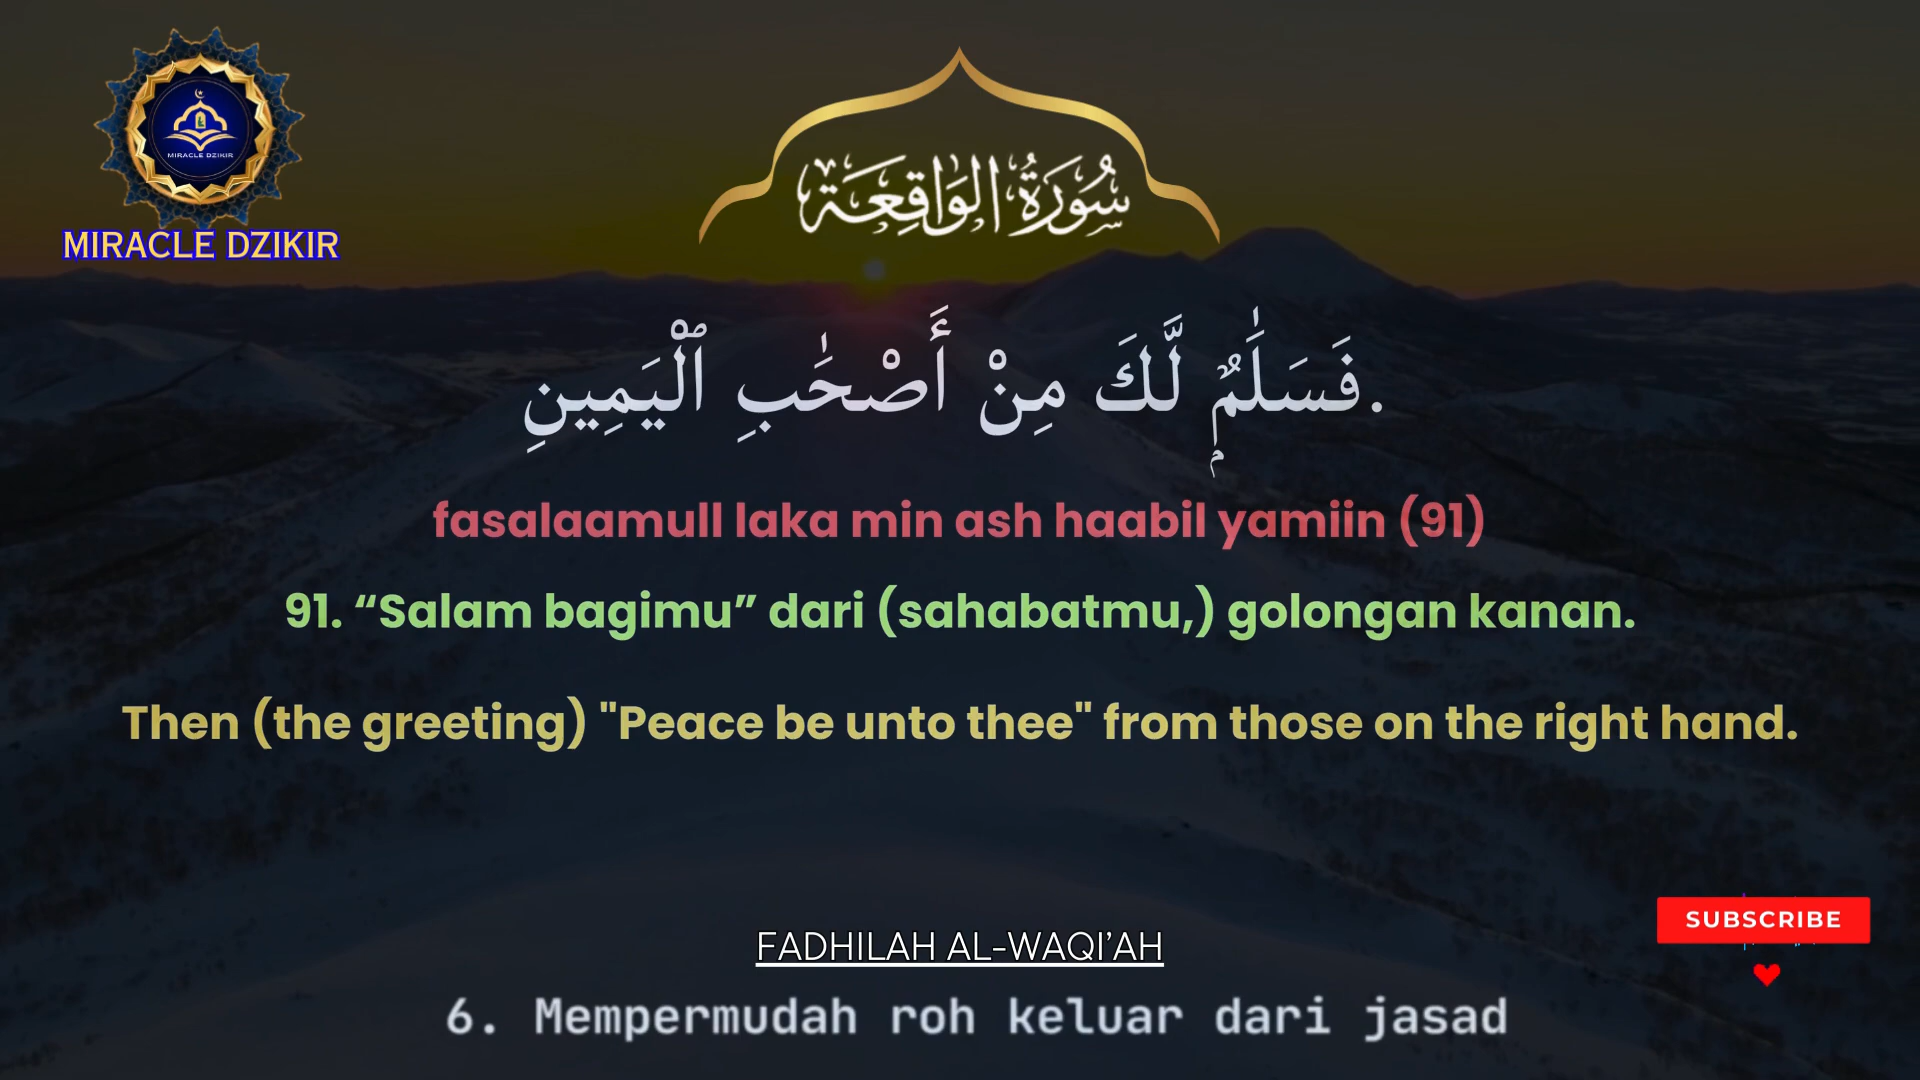 MIRACLE DZIKIR
MIRACLE DZIKIR
سُورَةُ الوَاقِعَة
فَسَلَٰمٌۭ لَّكَ مِنْ أَصْحَٰبِ ٱلْيَمِينِ.
fasalaamull laka min ash haabil yamiin (91)
91. “Salam bagimu” dari (sahabatmu,) golongan kanan.
Then (the greeting) "Peace be unto thee" from those on the right hand.
SUBSCRIBE
FADHILAH AL-WAQI’AH
6. Mempermudah roh keluar dari jasad